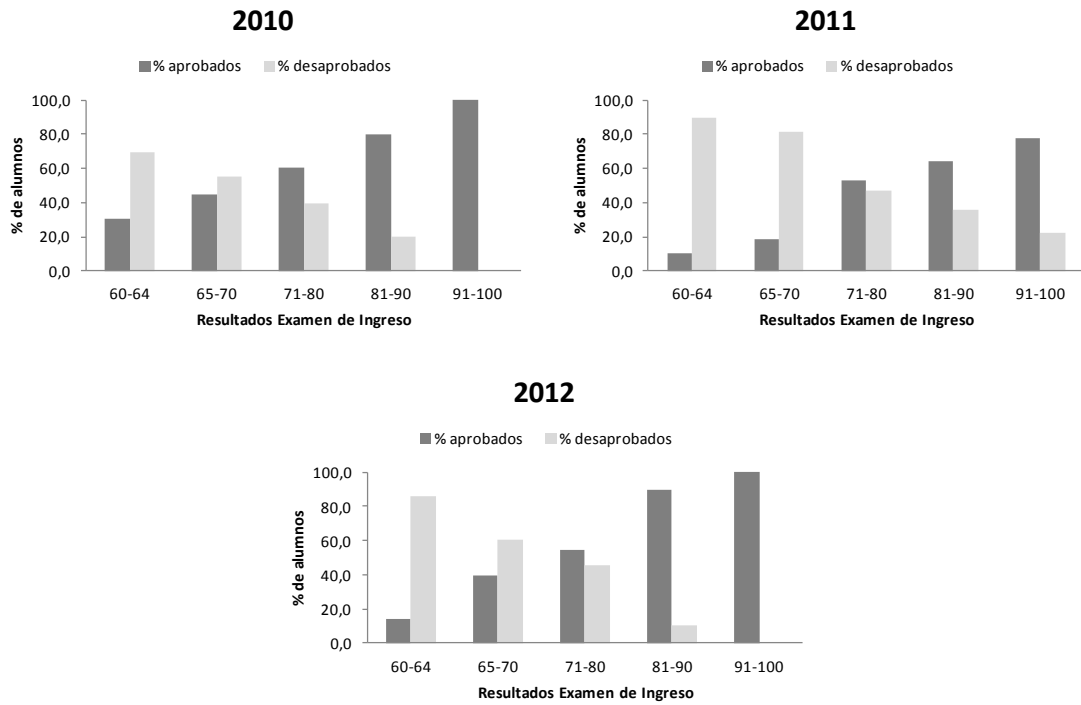 2010
% aprobados % desaprobados
100,0
80,0
60,0
40,0
20,0
0,0
% de alumnos
60-64 65-70 71-80 81-90 91-100
Resultados Examen de Ingreso
2011
% aprobados % desaprobados
100,0
80,0
60,0
40,0
20,0
0,0
% de alumnos
60-64 65-70 71-80 81-90 91-100
Resultados Examen de Ingreso
2012
% aprobados % desaprobados
100,0
80,0
60,0
40,0
20,0
0,0
% de alumnos
60-64 65-70 71-80 81-90 91-100
Resultados Examen de Ingreso